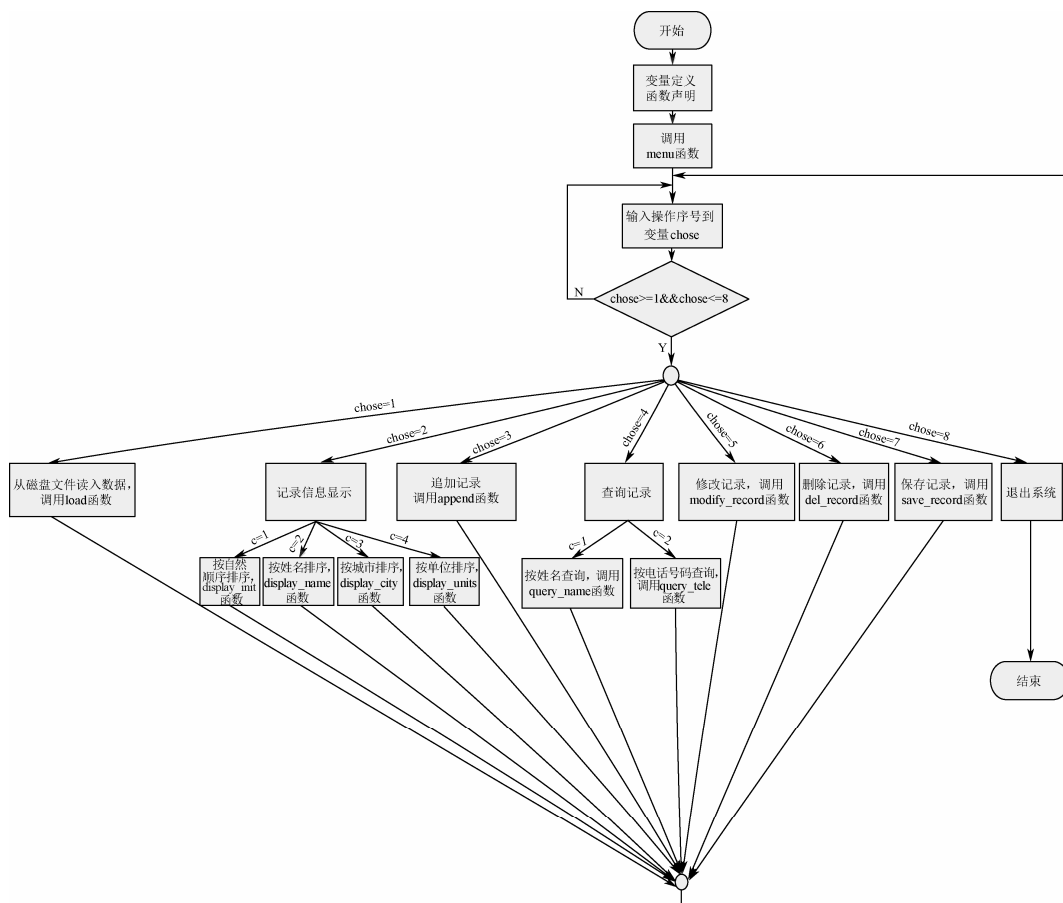 开始
变量定义
函数声明
调用
menu函数
输入操作序号到
变量chose
chose>=1&&chose<=8
N
Y
chose=1
chose=2
chose=3
chose=4
chose=5
chose=6
chose=7
chose=8
从磁盘文件读入数据，
调用load函数
记录信息显示
追加记录
调用append函数
查询记录
修改记录，调用
modify_record函数
删除记录，调用
del_record函数
保存记录，调用
save_record函数
退出系统
c=1
c=2
c=3
c=4
c=1
c=2
按自然
顺序排序，
display_init
函数
按姓名排序，
display_name
函数
按城市排序，
display_city
函数
按单位排序，
display_units
函数
按姓名查询，调用
query_name函数
按电话号码查询，
调用query_tele
函数
结束